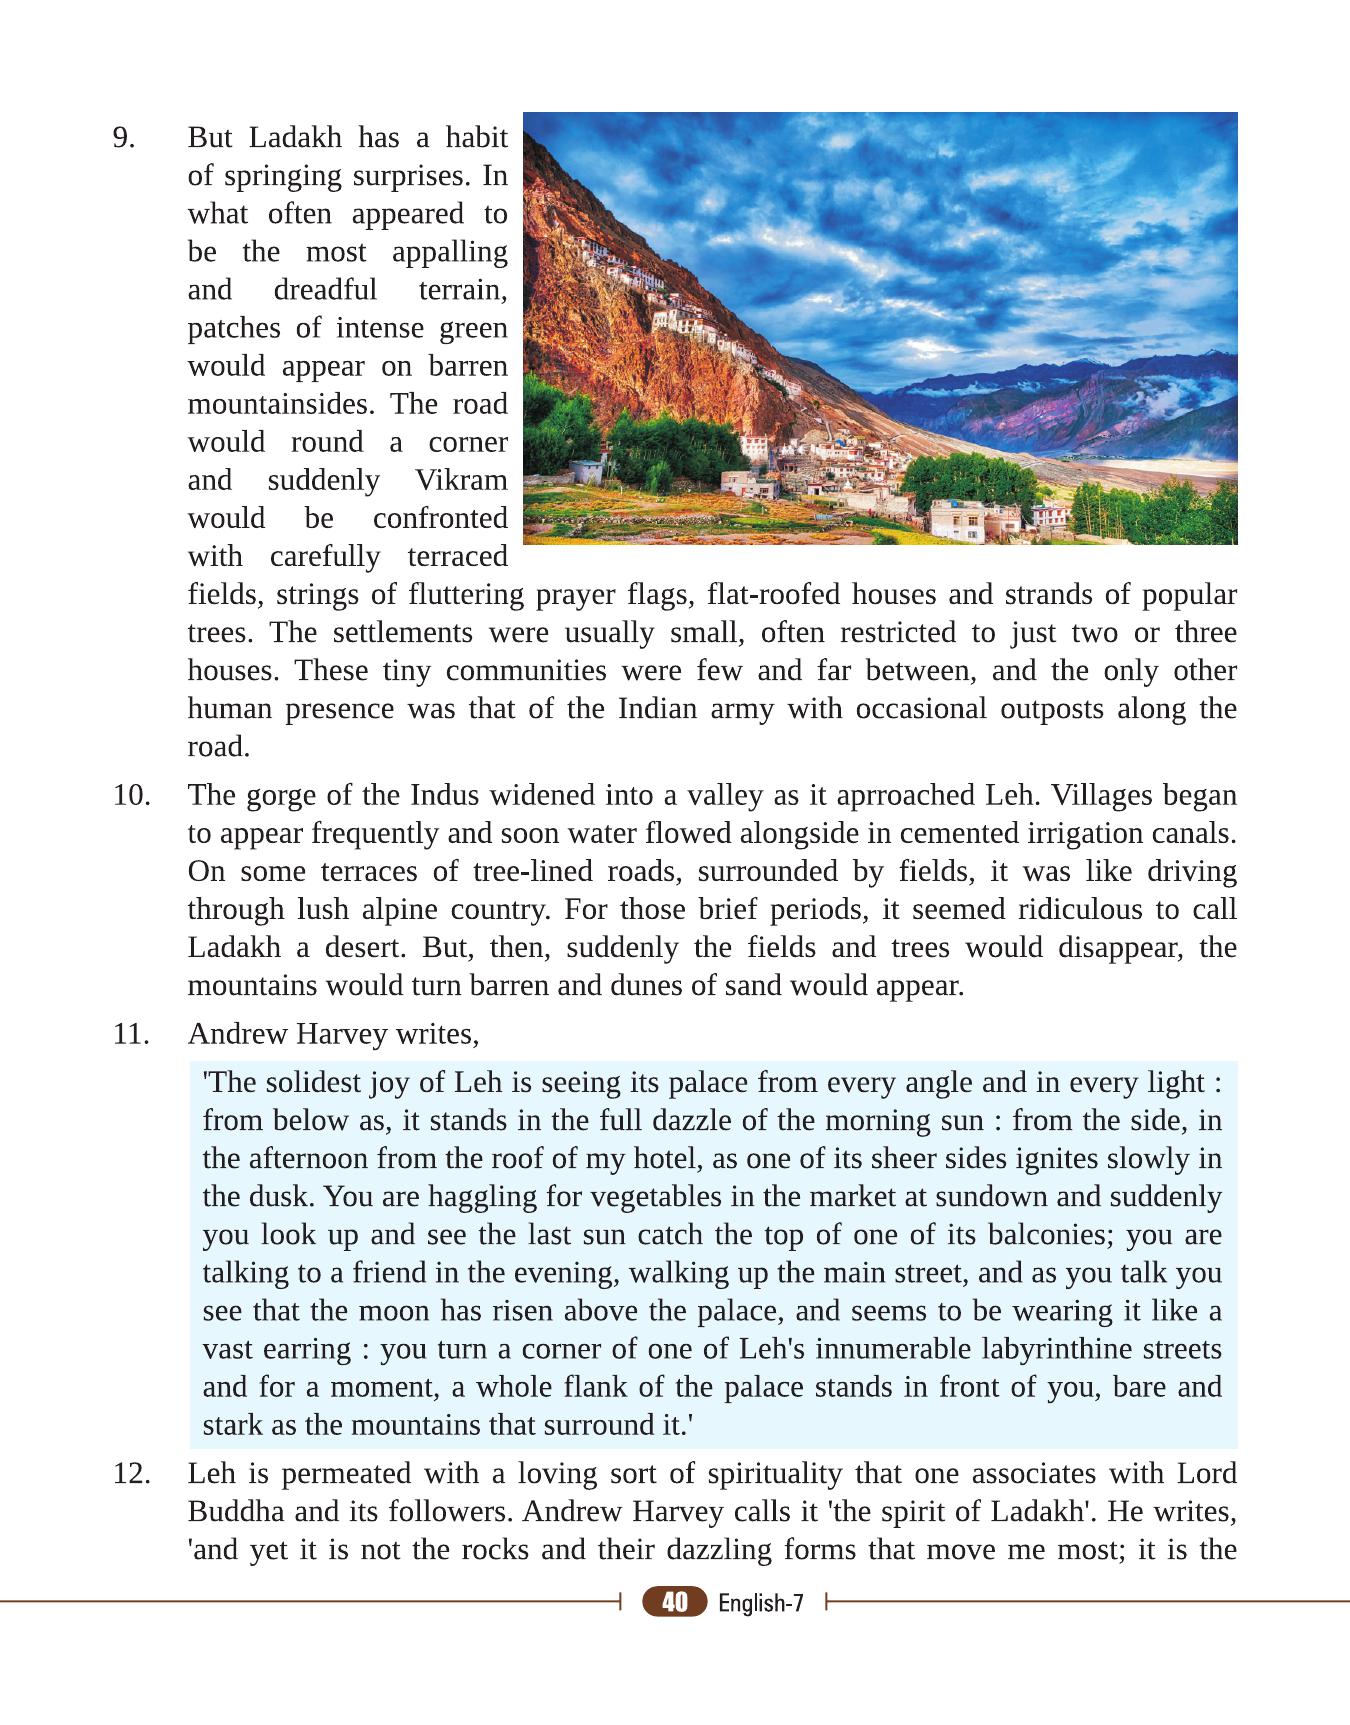 9. But Ladakh has a habit
of springing surprises. In
what often appeared to
be the most appalling
and dreadful terrain,
patches of intense green
would appear on barren
mountainsides. The road
would round a corner
and suddenly Vikram
would be confronted
with carefully terraced
fields, strings of fluttering prayer flags, flat-roofed houses and strands of popular
trees. The settlements were usually small, often restricted to just two or three
houses. These tiny communities were few and far between, and the only other
human presence was that of the Indian army with occasional outposts along the
road.
10. The gorge of the Indus widened into a valley as it aprroached Leh. Villages began
to appear frequently and soon water flowed alongside in cemented irrigation canals.
On some terraces of tree-lined roads, surrounded by fields, it was like driving
through lush alpine country. For those brief periods, it seemed ridiculous to call
Ladakh a desert. But, then, suddenly the fields and trees would disappear, the
mountains would turn barren and dunes of sand would appear.
11. Andrew Harvey writes,
'The solidest joy of Leh is seeing its palace from every angle and in every light :
from below as, it stands in the full dazzle of the morning sun : from the side, in
the afternoon from the roof of my hotel, as one of its sheer sides ignites slowly in
the dusk. You are haggling for vegetables in the market at sundown and suddenly
you look up and see the last sun catch the top of one of its balconies; you are
talking to a friend in the evening, walking up the main street, and as you talk you
see that the moon has risen above the palace, and seems to be wearing it like a
vast earring : you turn a corner of one of Leh's innumerable labyrinthine streets
and for a moment, a whole flank of the palace stands in front of you, bare and
stark as the mountains that surround it.'
12. Leh is permeated with a loving sort of spirituality that one associates with Lord
Buddha and its followers. Andrew Harvey calls it 'the spirit of Ladakh'. He writes,
'and yet it is not the rocks and their dazzling forms that move me most; it is the
40 English-7